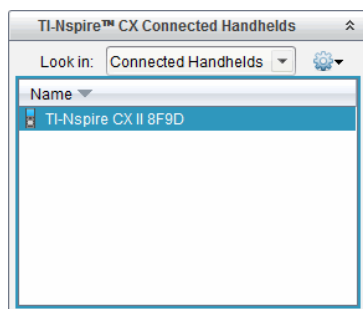 TI-Nspire™ CX Connected Handhelds
Look in: Connected Handhelds
Name
TI-Nspire CX II 8F9D